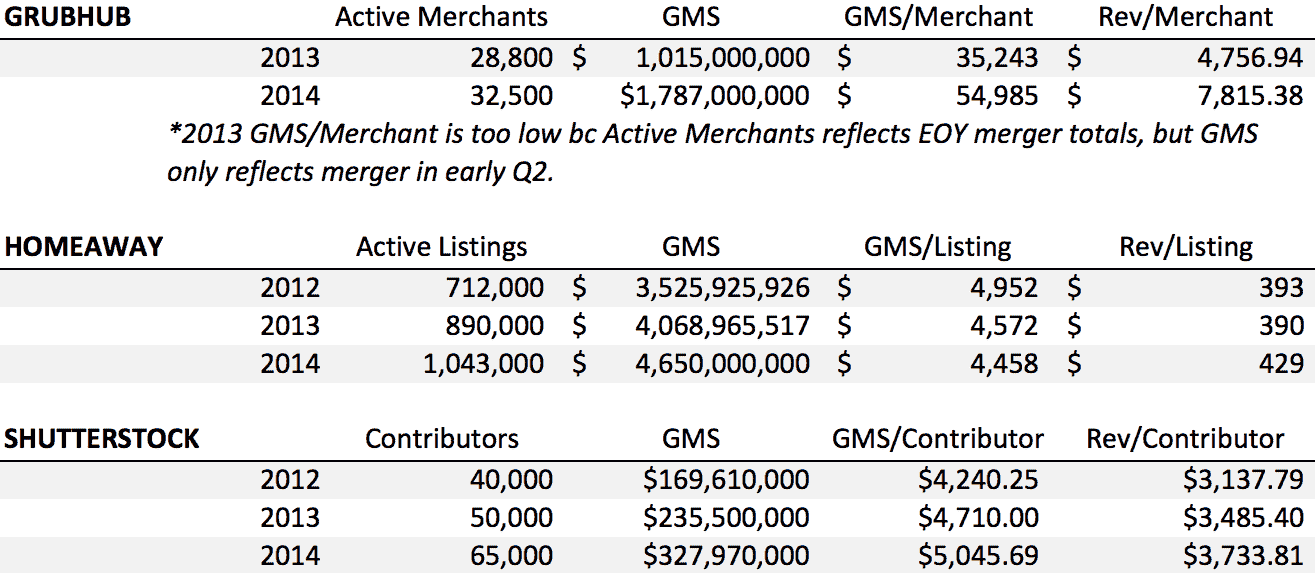 GRUBHUB Active Merchants GMS GMS/Merchant Rev/Merchant
2013 28,800 $ 1,015,000,000 $ 35,243 $ 4,756.94
2014 32,500 $1,787,000,000 $ 54,985 $ 7,815.38
*2013 GMS/Merchant is too low bc Active Merchants reflects EOY merger totals, but GMS
only reflects merger in early Q2.
HOMEAWAY Active Listings GMS GMS/Listing Rev/Listing
2012 712,000 $ 3,525,925,926 $ 4,952 $ 393
2013 890,000 $ 4,068,965,517 $ 4,572 $ 390
2014 1,043,000 $ 4,650,000,000 $ 4,458 $ 429
SHUTTERSTOCK Contributors GMS GMS/Contributor Rev/Contributor
2012 40,000 $169,610,000 $4,240.25 $3,137.79
2013 50,000 $235,500,000 $4,710.00 $3,485.40
2014 65,000 $327,970,000 $5,045.69 $3,733.81